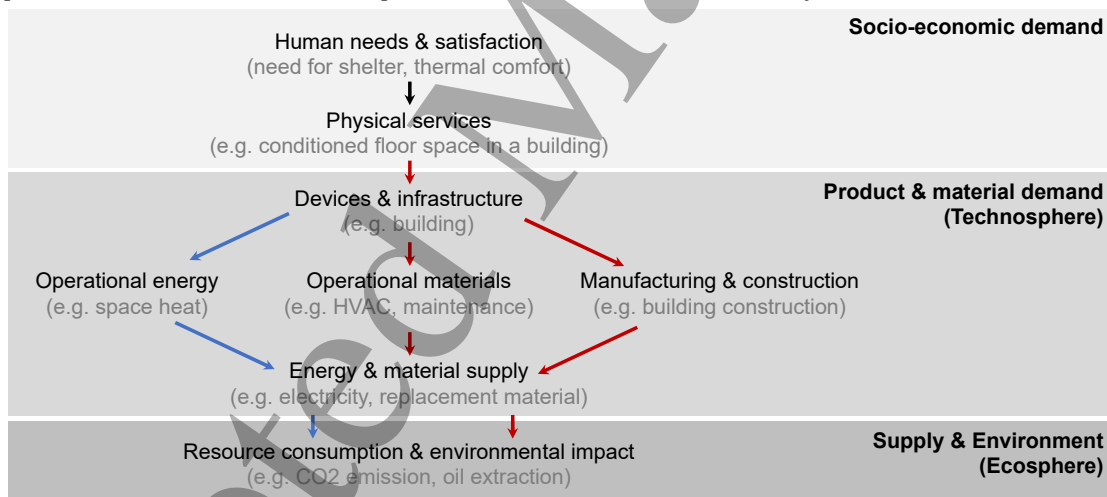 Socio-economic demand
Human needs & satisfaction
(need for shelter, thermal comfort)
Physical services
(e.g. conditioned floor space in a building)
Product & material demand
(Technosphere)
Devices & infrastructure
(e.g. building)
Operational energy
(e.g. space heat)
Operational materials
(e.g. HVAC, maintenance)
Manufacturing & construction
(e.g. building construction)
Energy & material supply
(e.g. electricity, replacement material)
Supply & Environment
(Ecosphere)
Resource consumption & environmental impact
(e.g. CO2 emission, oil extraction)
ted M